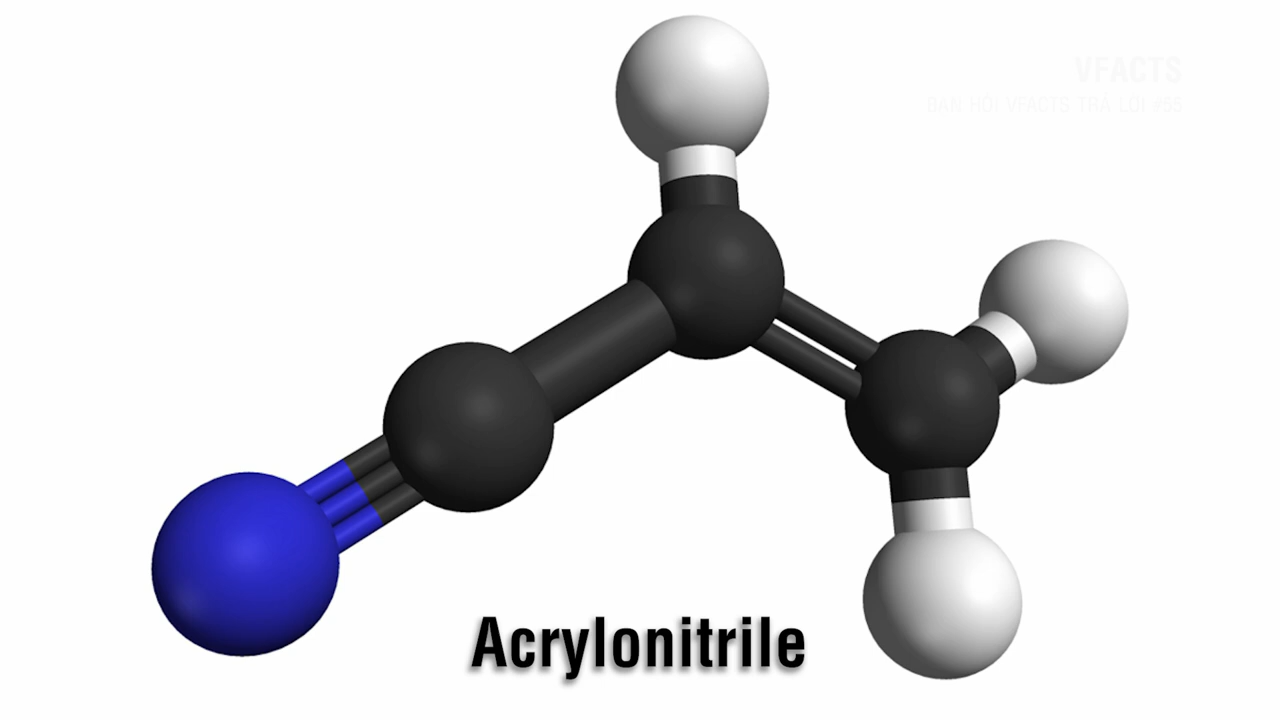 VFACTS
BẠN HỎI VFACTS TRẢ LỜI #55
Acrylonitrile